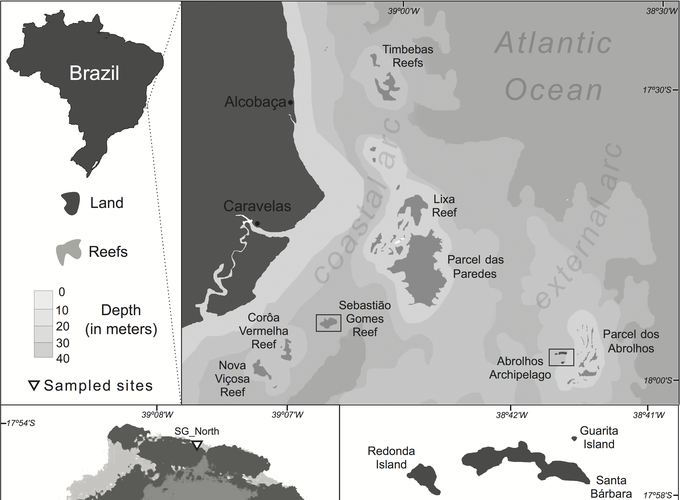 39°00'W
38°30'W
Timbebas
Reefs
Atlantic
Ocean
Brazil
17°30'S
Alcobaça
coastal arc
external arc
Land
Caravelas
Lixa
Reef
Reefs
Parcel das
Paredes
0
10
20
30
40
Depth
(in meters)
Sebastião
Gomes
Reef
Corôa
Vermelha
Reef
Parcel dos
Abrolhos
Abrolhos
Archipelago
Nova
Viçosa
Reef
18°00'S
Sampled sites
39°08'W
39°07'W
38°42'W
38°41'W
17°54'S
SG_North
Guarita
Island
Redonda
Island
Santa
Bárbara
17°58'S